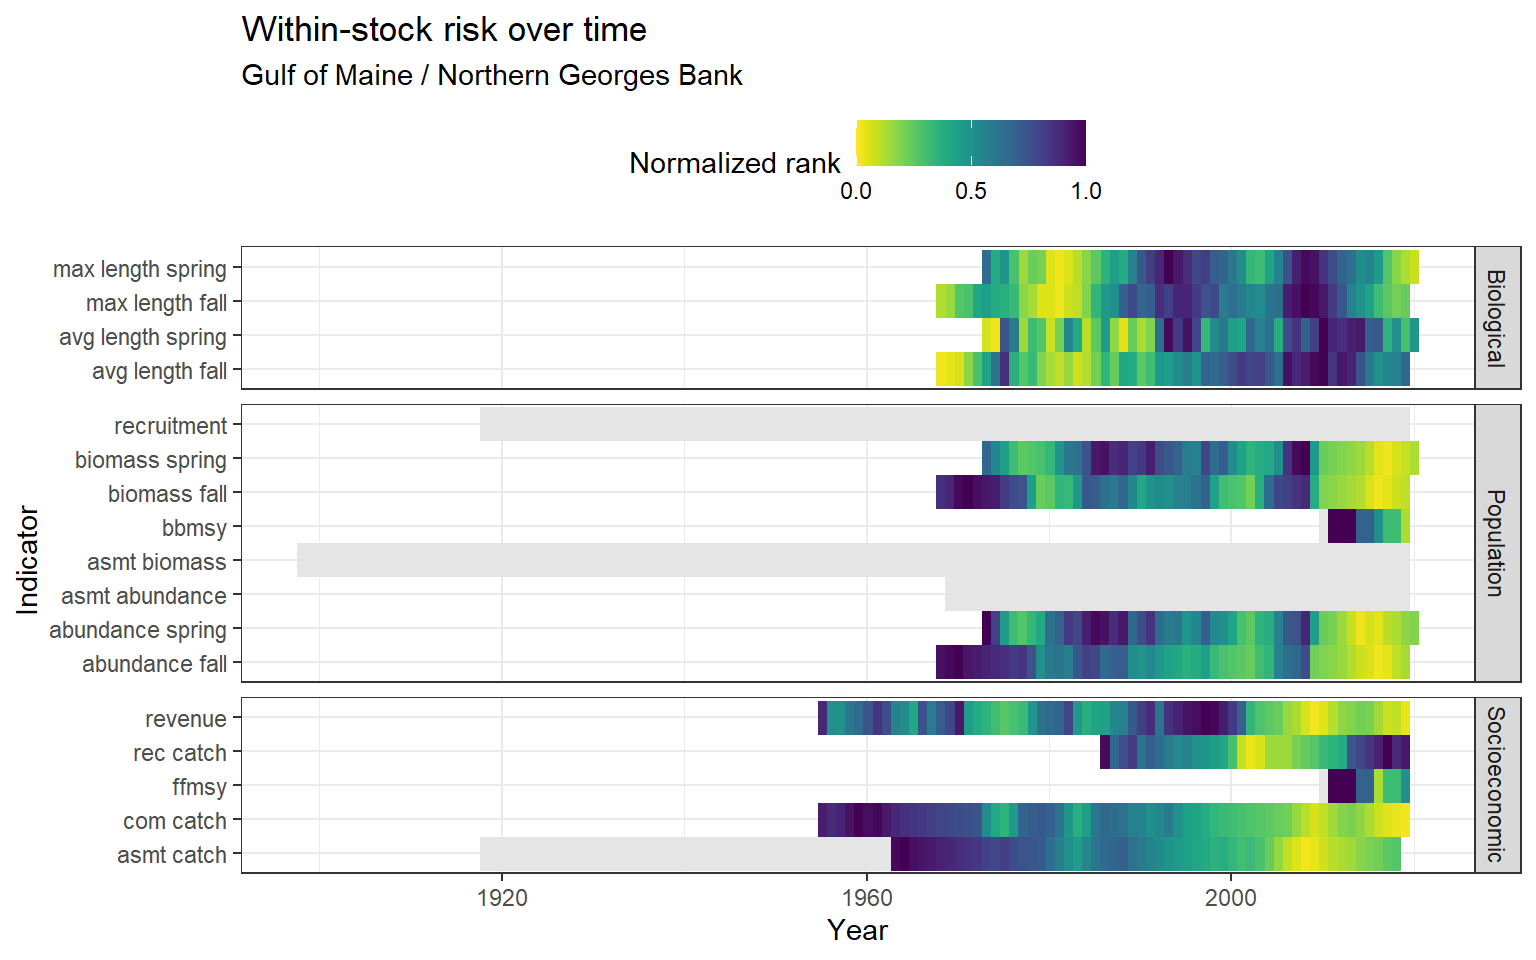 Within-stock risk over time
Gulf of Maine / Northern Georges Bank
Normalized rank
0.0 0.5 1.0
max length spring
max length fall
avg length spring
avg length fall
Biological
recruitment
biomass spring
biomass fall
bbmsy
asmt biomass
asmt abundance
abundance spring
abundance fall
Population
revenue
rec catch
ffmsy
com catch
asmt catch
Socioeconomic
Indicator
1920 1960 2000
Year